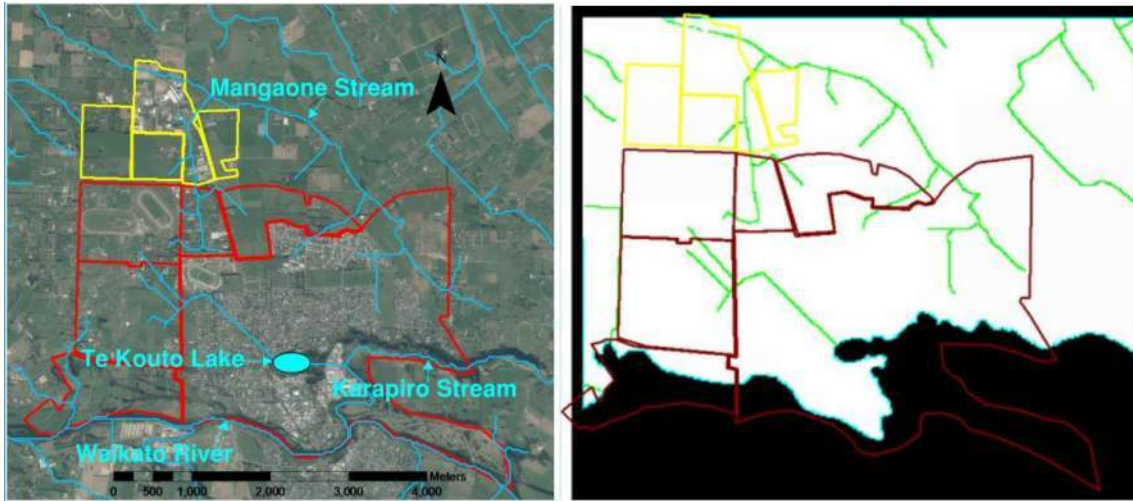 N
Mangaone Stream
Te Kouto Lake
Karapiro Stream
Waikato River
Meters
0 500 1,000 2,000 3,000 4,000